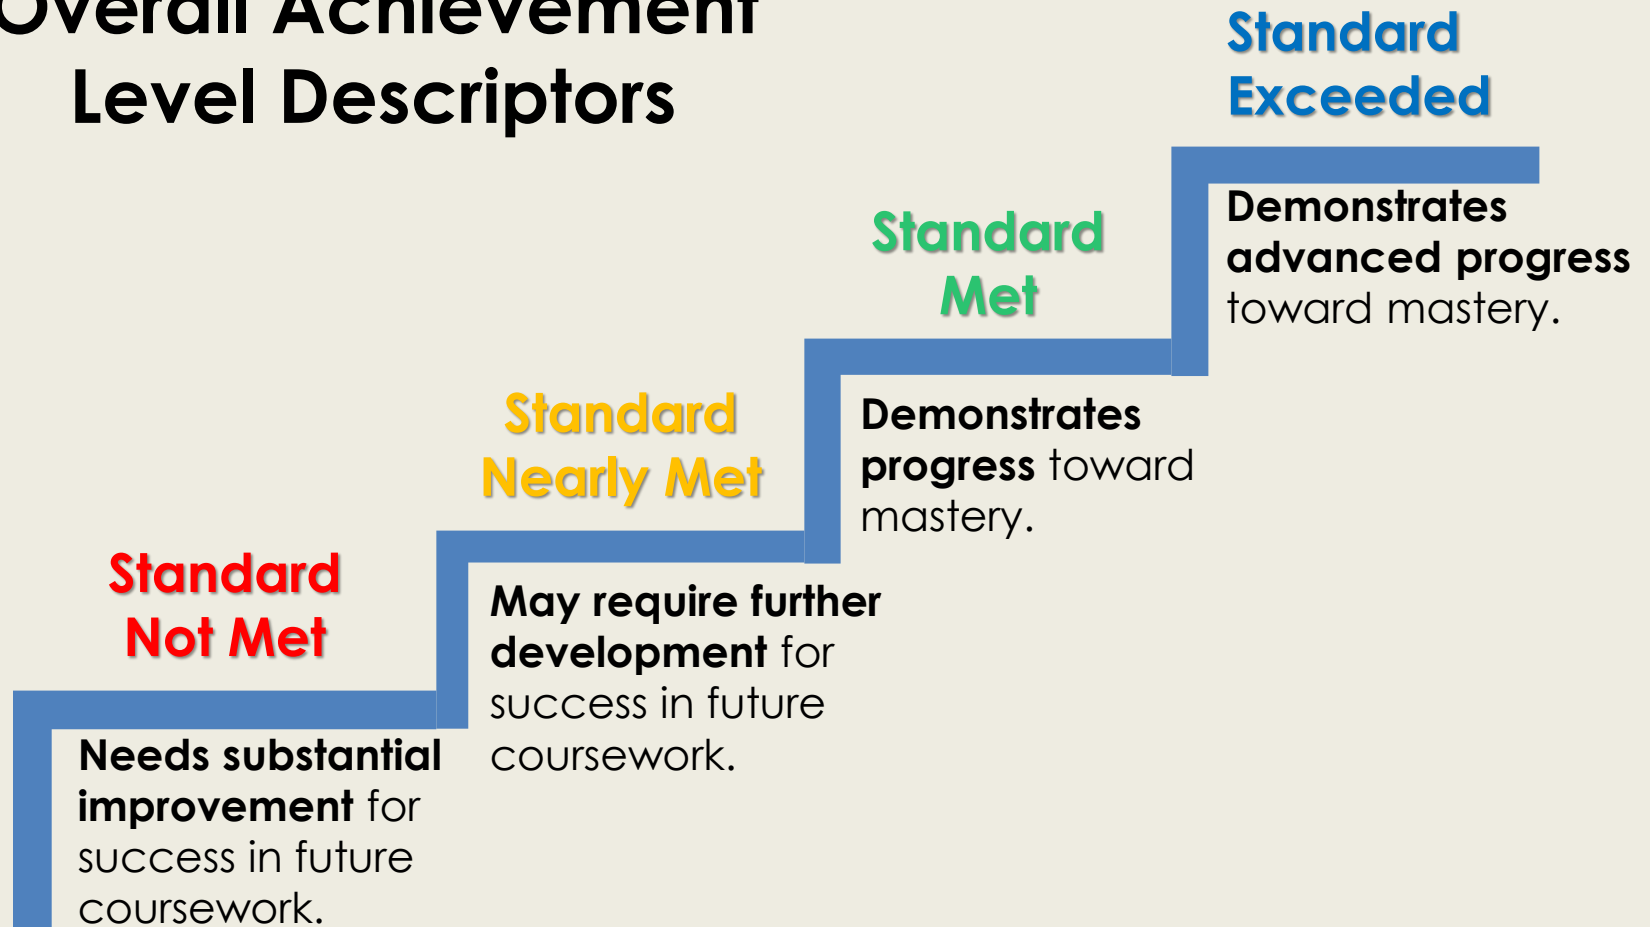 Overall Achievement
Level Descriptors
Standard
Exceeded
Demonstrates
advanced progress
toward mastery.
Standard
Met
Demonstrates
progress toward
mastery.
Standard
Nearly Met
May require further
development for
success in future
coursework.
Standard
Not Met
Needs substantial
improvement for
success in future
coursework.